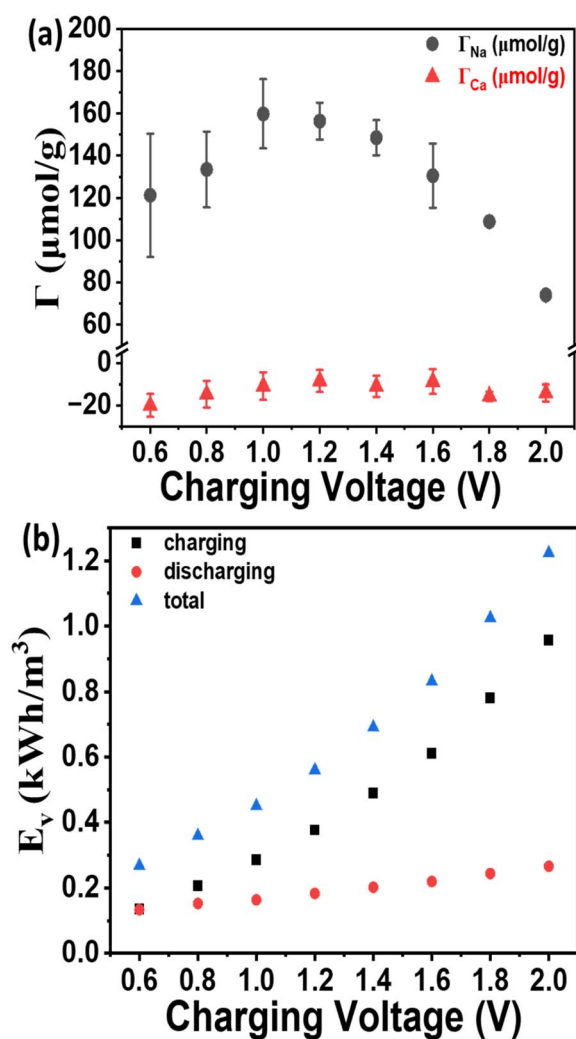 (a)
Γ_Na (μmol/g)
Γ_Ca (μmol/g)
Γ (μmol/g)
200
180
160
140
120
100
80
60
0
−20
0.6 0.8 1.0 1.2 1.4 1.6 1.8 2.0
Charging Voltage (V)
(b)
charging
discharging
total
E_v (kWh/m³)
1.2
1.0
0.8
0.6
0.4
0.2
0.0
0.6 0.8 1.0 1.2 1.4 1.6 1.8 2.0
Charging Voltage (V)